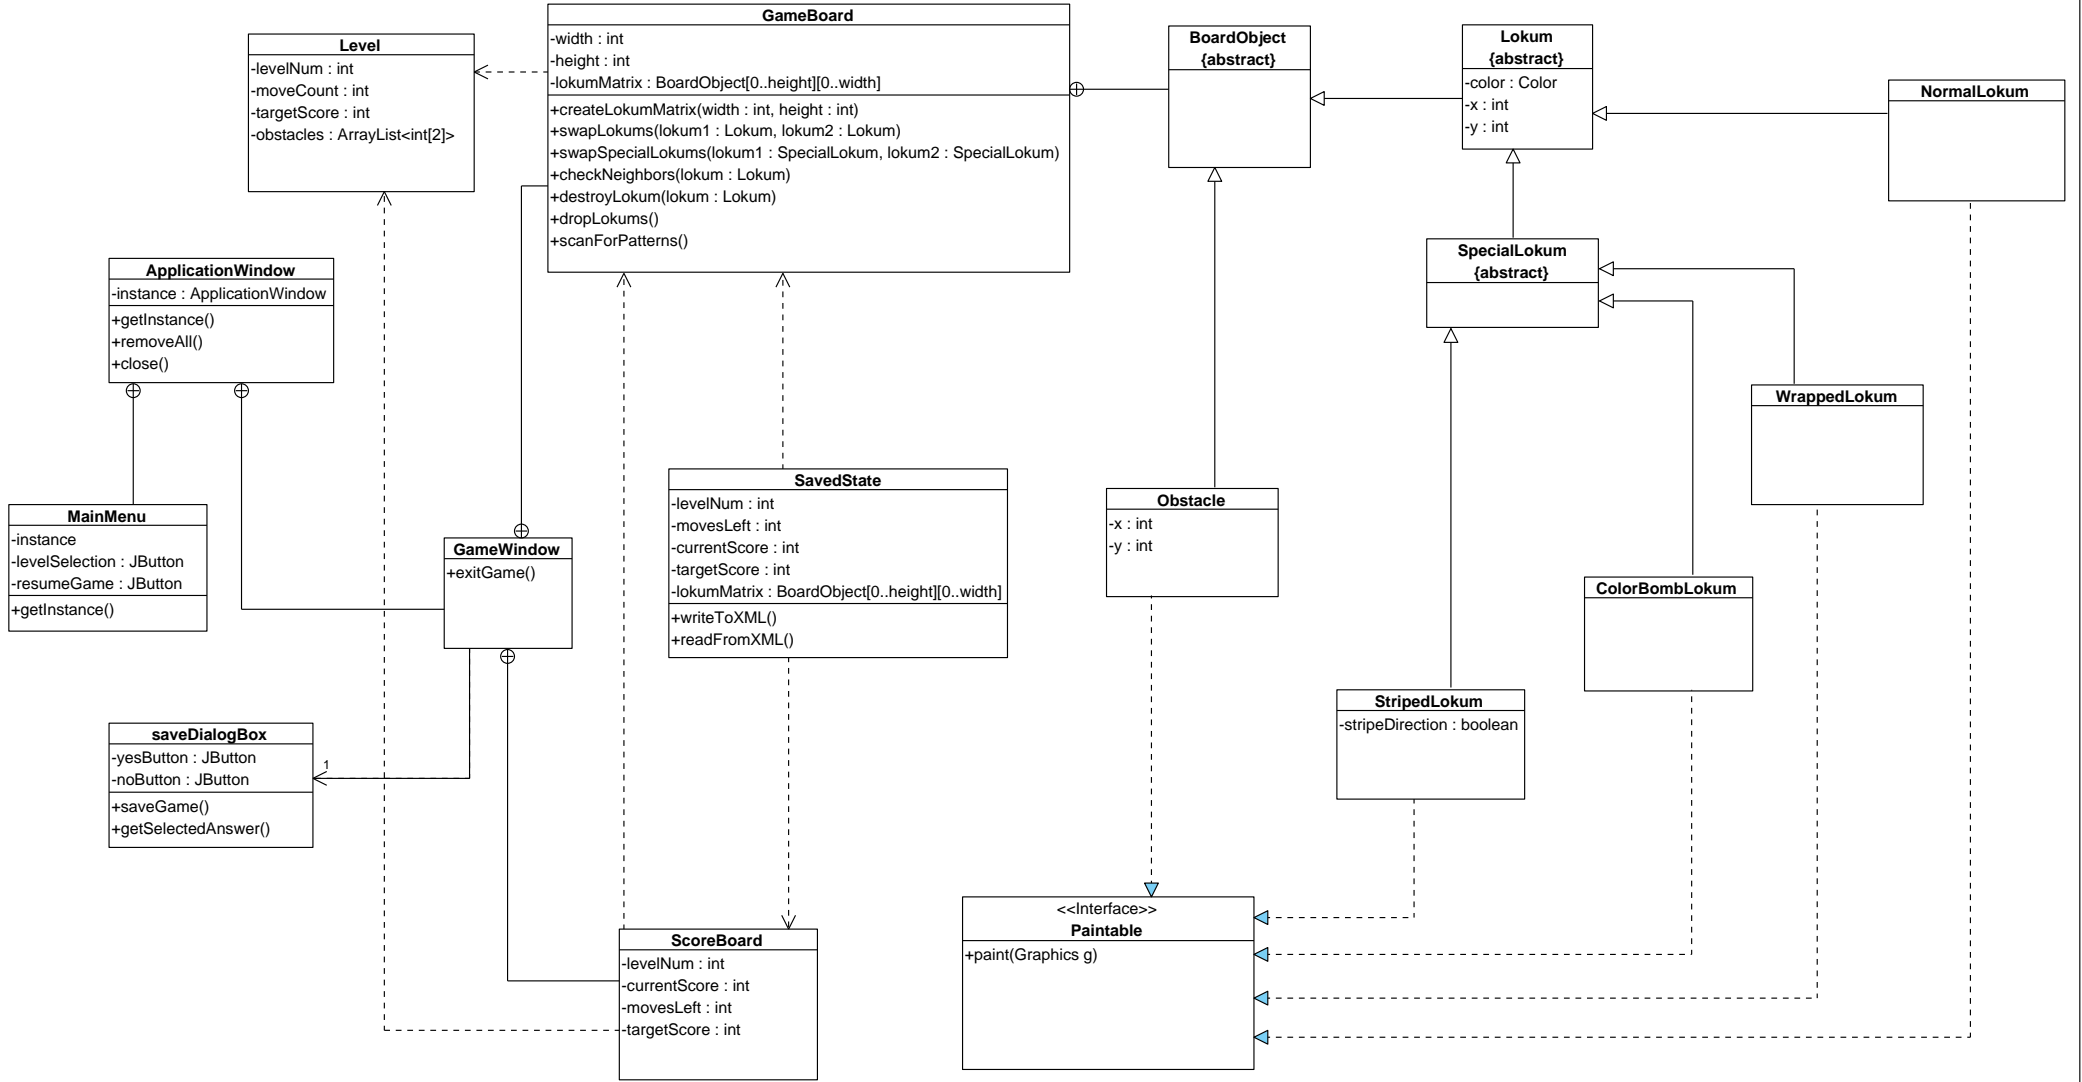 GameBoard
-width : int
-height : int
-lokumMatrix : BoardObject[0..height][0..width]
+createLokumMatrix(width : int, height : int)
+swapLokums(lokum1 : Lokum, lokum2 : Lokum)
+swapSpecialLokums(lokum1 : SpecialLokum, lokum2 : SpecialLokum)
+checkNeighbors(lokum : Lokum)
+destroyLokum(lokum : Lokum)
+dropLokums()
+scanForPatterns()
Level
-levelNum : int
-moveCount : int
-targetScore : int
-obstacles : ArrayList<int[2]>
BoardObject
{abstract}
Lokum
{abstract}
-color : Color
-x : int
-y : int
NormalLokum
SpecialLokum
{abstract}
ApplicationWindow
-instance : ApplicationWindow
+getInstance()
+removeAll()
+close()
WrappedLokum
SavedState
-levelNum : int
-movesLeft : int
-currentScore : int
-targetScore : int
-lokumMatrix : BoardObject[0..height][0..width]
+writeToXML()
+readFromXML()
Obstacle
-x : int
-y : int
MainMenu
-instance
-levelSelection : JButton
-resumeGame : JButton
+getInstance()
GameWindow
+exitGame()
ColorBombLokum
StripedLokum
-stripeDirection : boolean
saveDialogBox
-yesButton : JButton
-noButton : JButton
+saveGame()
+getSelectedAnswer()
1
<<Interface>>
Paintable
+paint(Graphics g)
ScoreBoard
-levelNum : int
-currentScore : int
-movesLeft : int
-targetScore : int